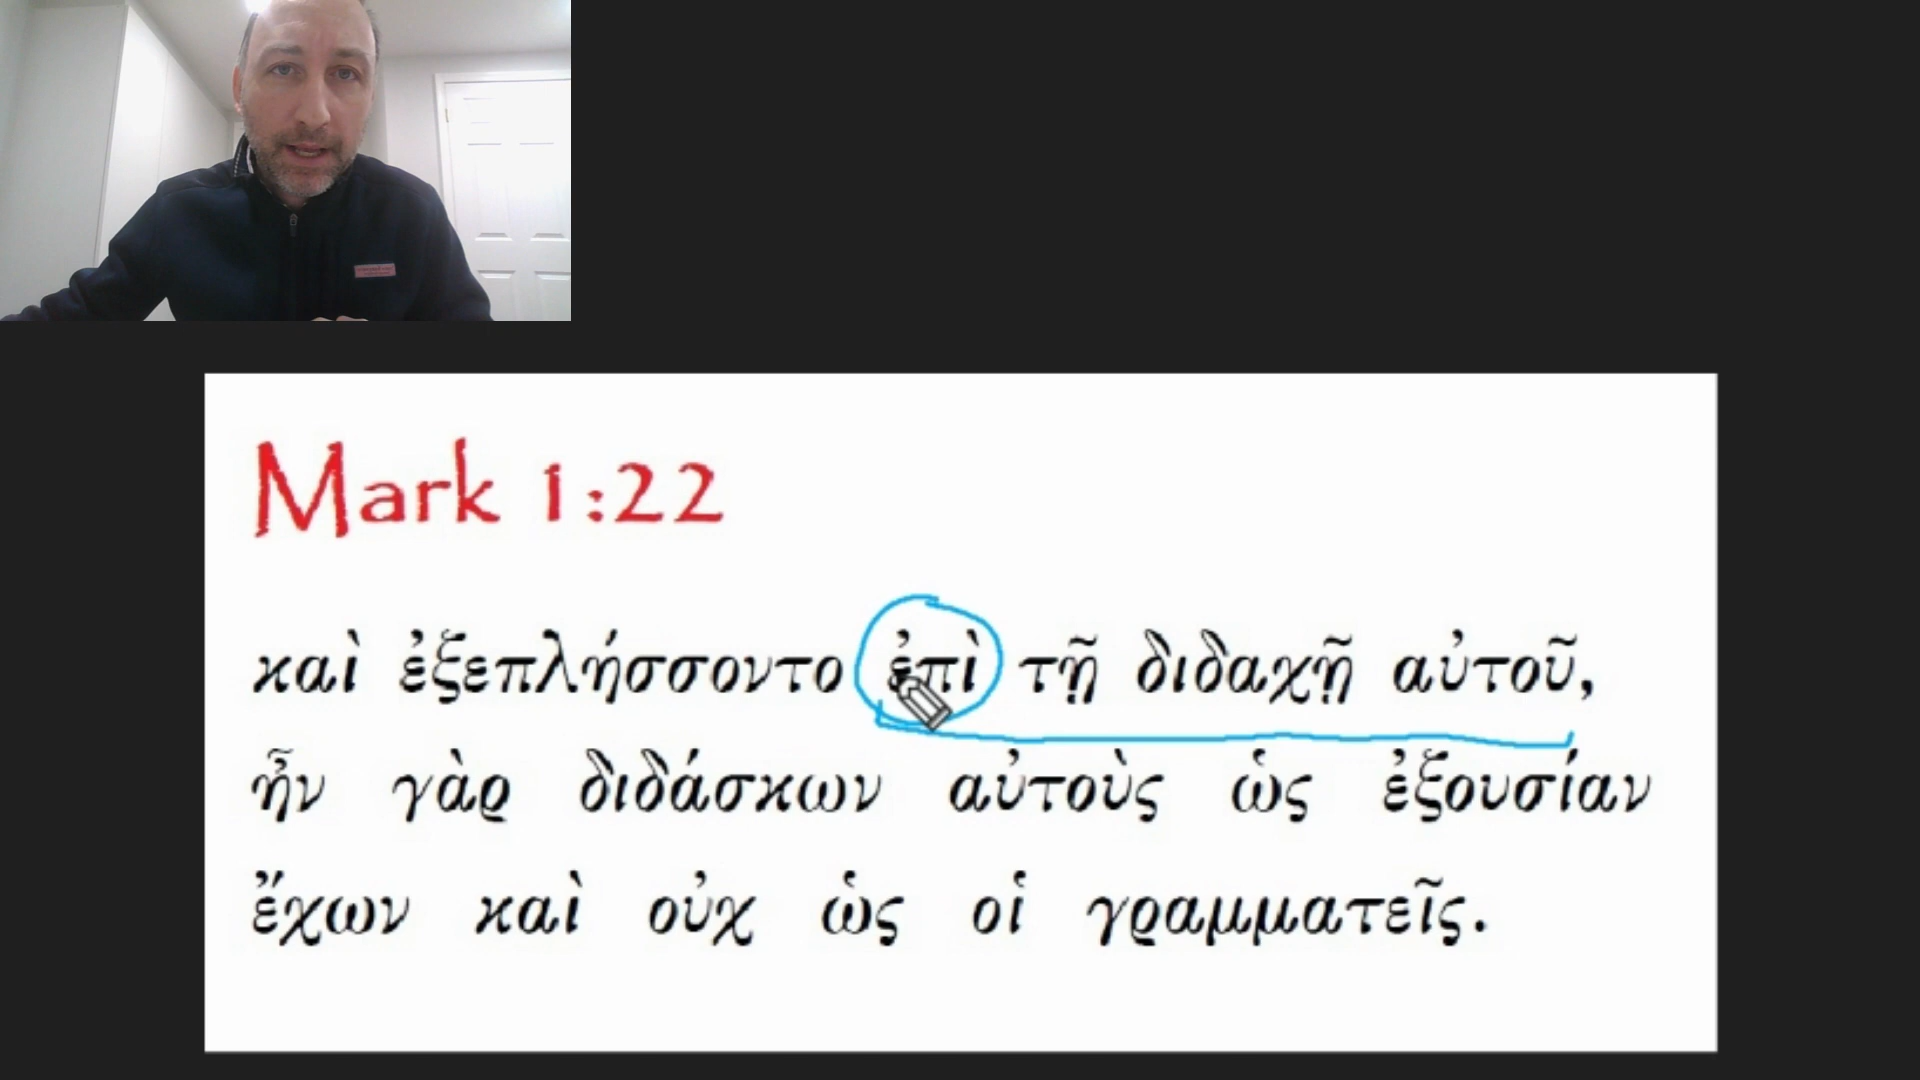 Mark 1:22
καὶ ἐξεπλήσσοντο ἐπὶ τῇ διδαχῇ αὐτοῦ,
ἦν γὰρ διδάσκων αὐτοὺς ὡς ἐξουσίαν
ἔχων καὶ οὐχ ὡς οἱ γραμματεῖς.